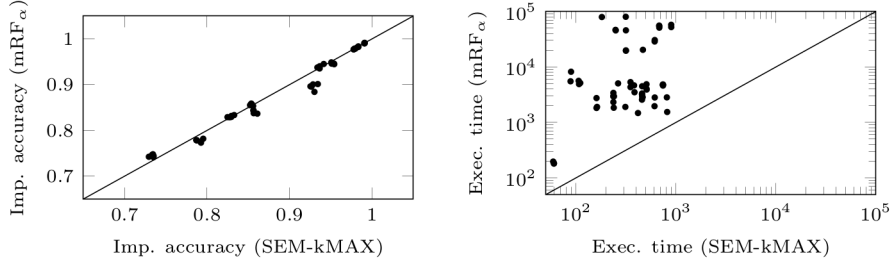 Imp. accuracy (mRFα)
1
0.9
0.8
0.7
0.7 0.8 0.9 1
Imp. accuracy (SEM-kMAX)
Exec. time (mRFα)
10^5
10^4
10^3
10^2
10^2 10^3 10^4 10^5
Exec. time (SEM-kMAX)